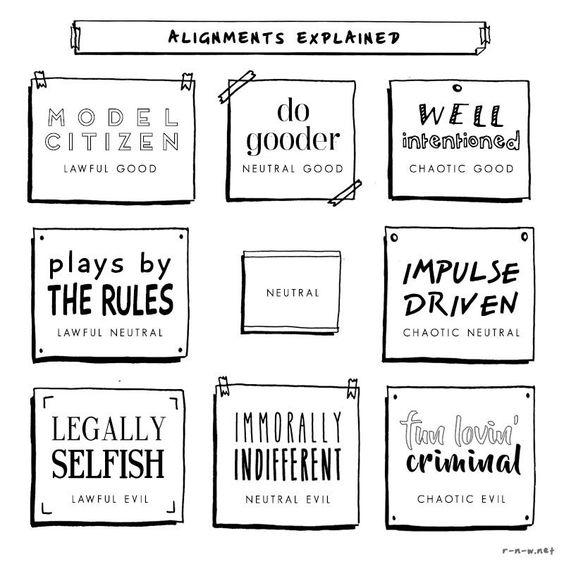 ALIGNMENTS EXPLAINED
MODEL
CITIZEN
LAWFUL GOOD
do
gooder
NEUTRAL GOOD
WELL
intentioned
CHAOTIC GOOD
plays by
THE RULES
LAWFUL NEUTRAL
NEUTRAL
IMPULSE
DRIVEN
CHAOTIC NEUTRAL
LEGALLY
SELFISH
LAWFUL EVIL
IMMORALLY
INDIFFERENT
NEUTRAL EVIL
fun lovin'
criminal
CHAOTIC EVIL
r-n-w.net